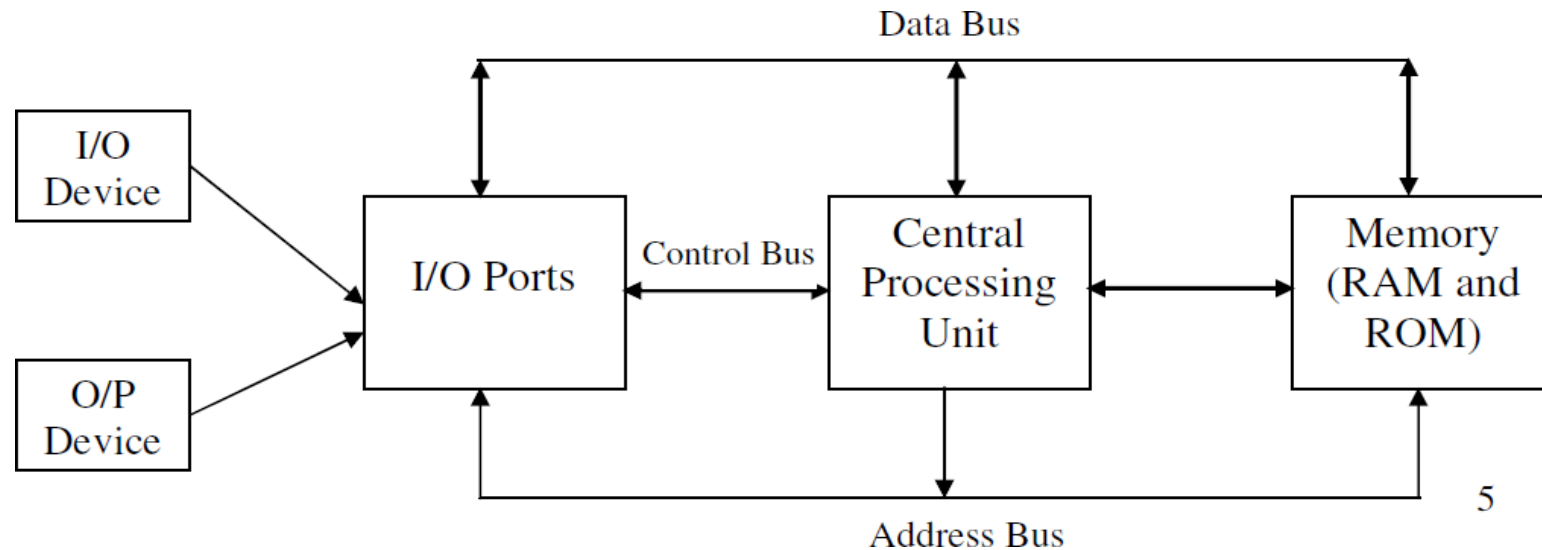 Data Bus
I/O
Device
I/O Ports
Control Bus
Central
Processing
Unit
Memory
(RAM and
ROM)
O/P
Device
Address Bus
5